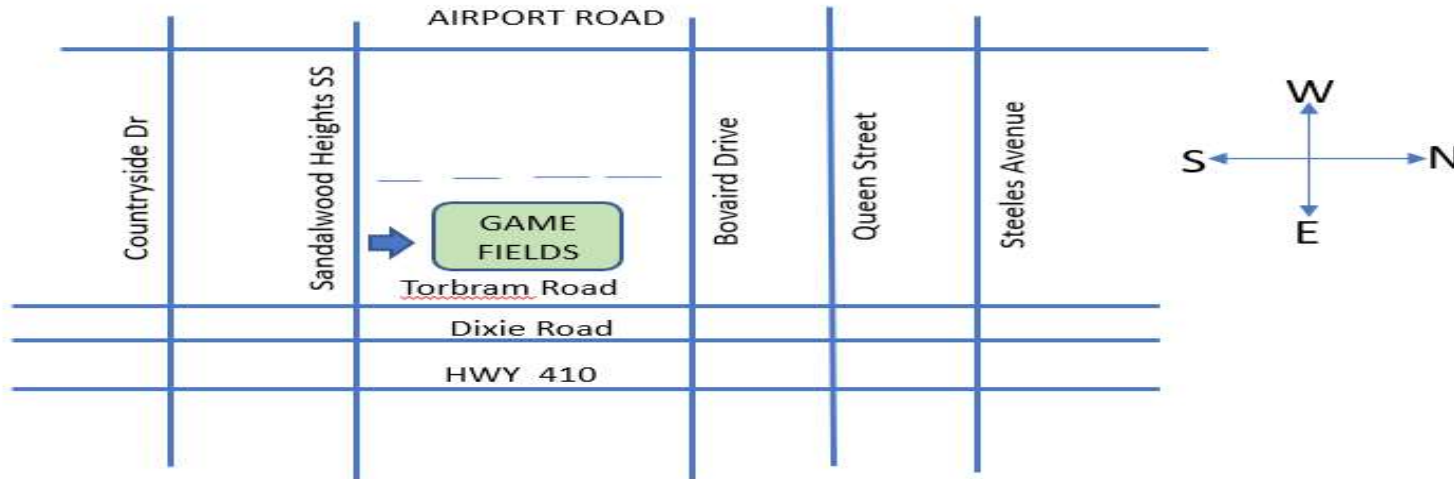 AIRPORT ROAD
Countryside Dr
Sandalwood Heights SS
Bovaird Drive
Queen Street
Steeles Avenue
W
S
N
E
GAME
FIELDS
Torbram Road
Dixie Road
HWY 410